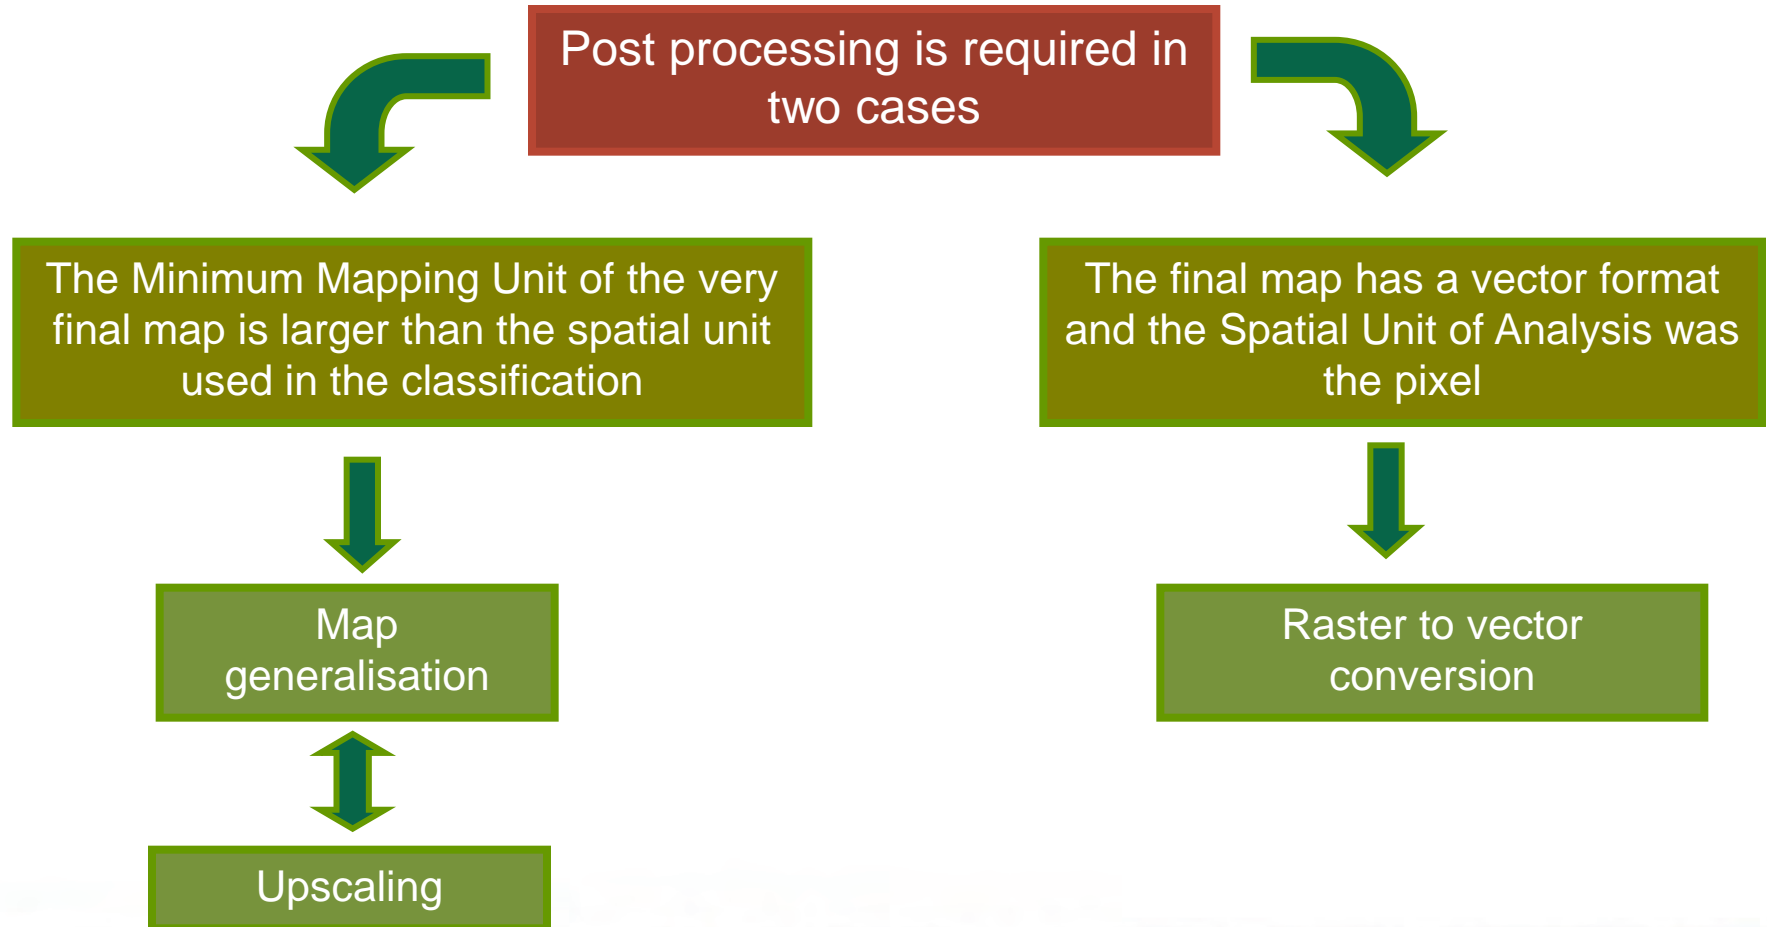 Post processing is required in
two cases
The Minimum Mapping Unit of the very
final map is larger than the spatial unit
used in the classification
The final map has a vector format
and the Spatial Unit of Analysis was
the pixel
Map
generalisation
Raster to vector
conversion
Upscaling